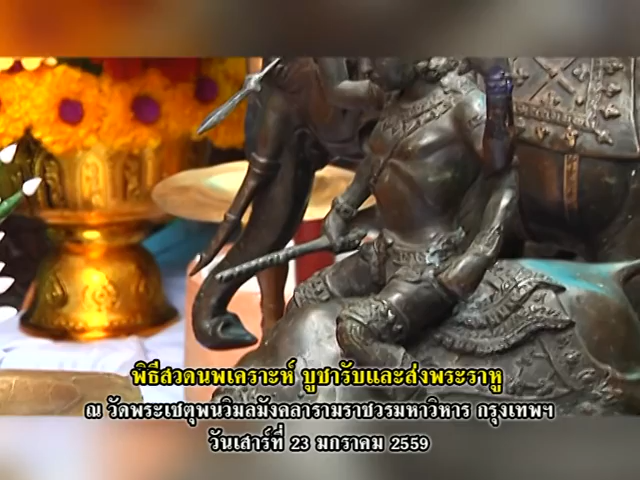 พิธีสวดนพเคราะห์ บูชารับและส่งพระราหู
ณ วัดพระเชตุพนวิมลมังคลารามราชวรมหาวิหาร กรุงเทพฯ
วันเสาร์ที่ 23 มกราคม 2559